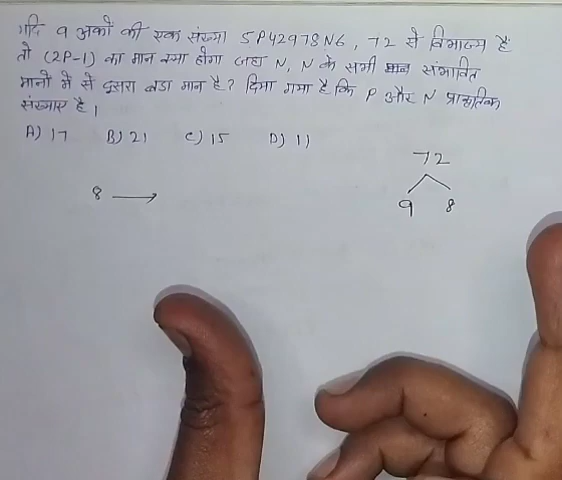 यदि 9 अंकों की एक संख्या 5P42978N6, 72 से विभाज्य है
तो (2P-1) का मान क्या होगा जहाँ N, N के सभी संभावित
मानों में से दूसरा बडा मान है? दिया गया है कि P और N प्राकृतिक
संख्याए है।
A) 17 B) 21 C) 15 D) 11
72
9 8
8 →